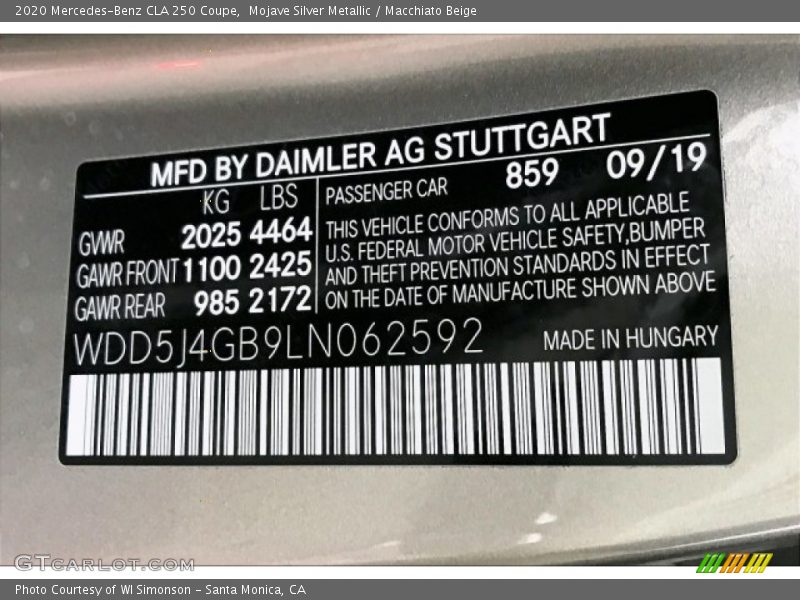 2020 Mercedes-Benz CLA 250 Coupe,  Mojave Silver Metallic / Macchiato Beige
MFD BY DAIMLER AG STUTTGART
KG LBS
GVWR 2025 4464
GAWR FRONT 1100 2425
GAWR REAR 985 2172
PASSENGER CAR 859 09/19
THIS VEHICLE CONFORMS TO ALL APPLICABLE
U.S. FEDERAL MOTOR VEHICLE SAFETY,BUMPER
AND THEFT PREVENTION STANDARDS IN EFFECT
ON THE DATE OF MANUFACTURE SHOWN ABOVE
WDD5J4GB9LN062592 MADE IN HUNGARY
GTCARLOT.COM
Photo Courtesy of WI Simonson – Santa Monica, CA